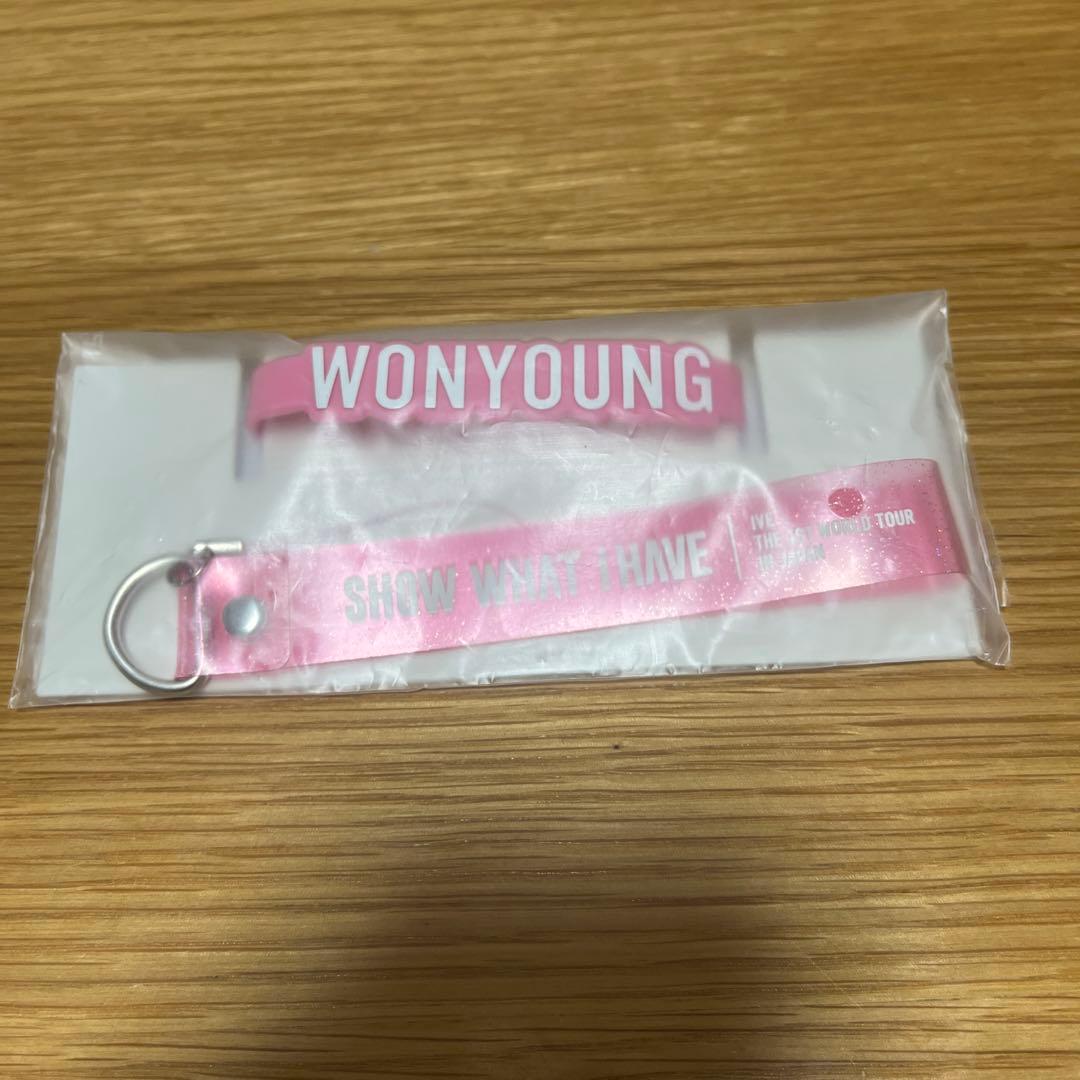 WONYOUNG
SHOW WHAT I HAVE
IVE
THE 1ST WORLD TOUR
IN JAPAN